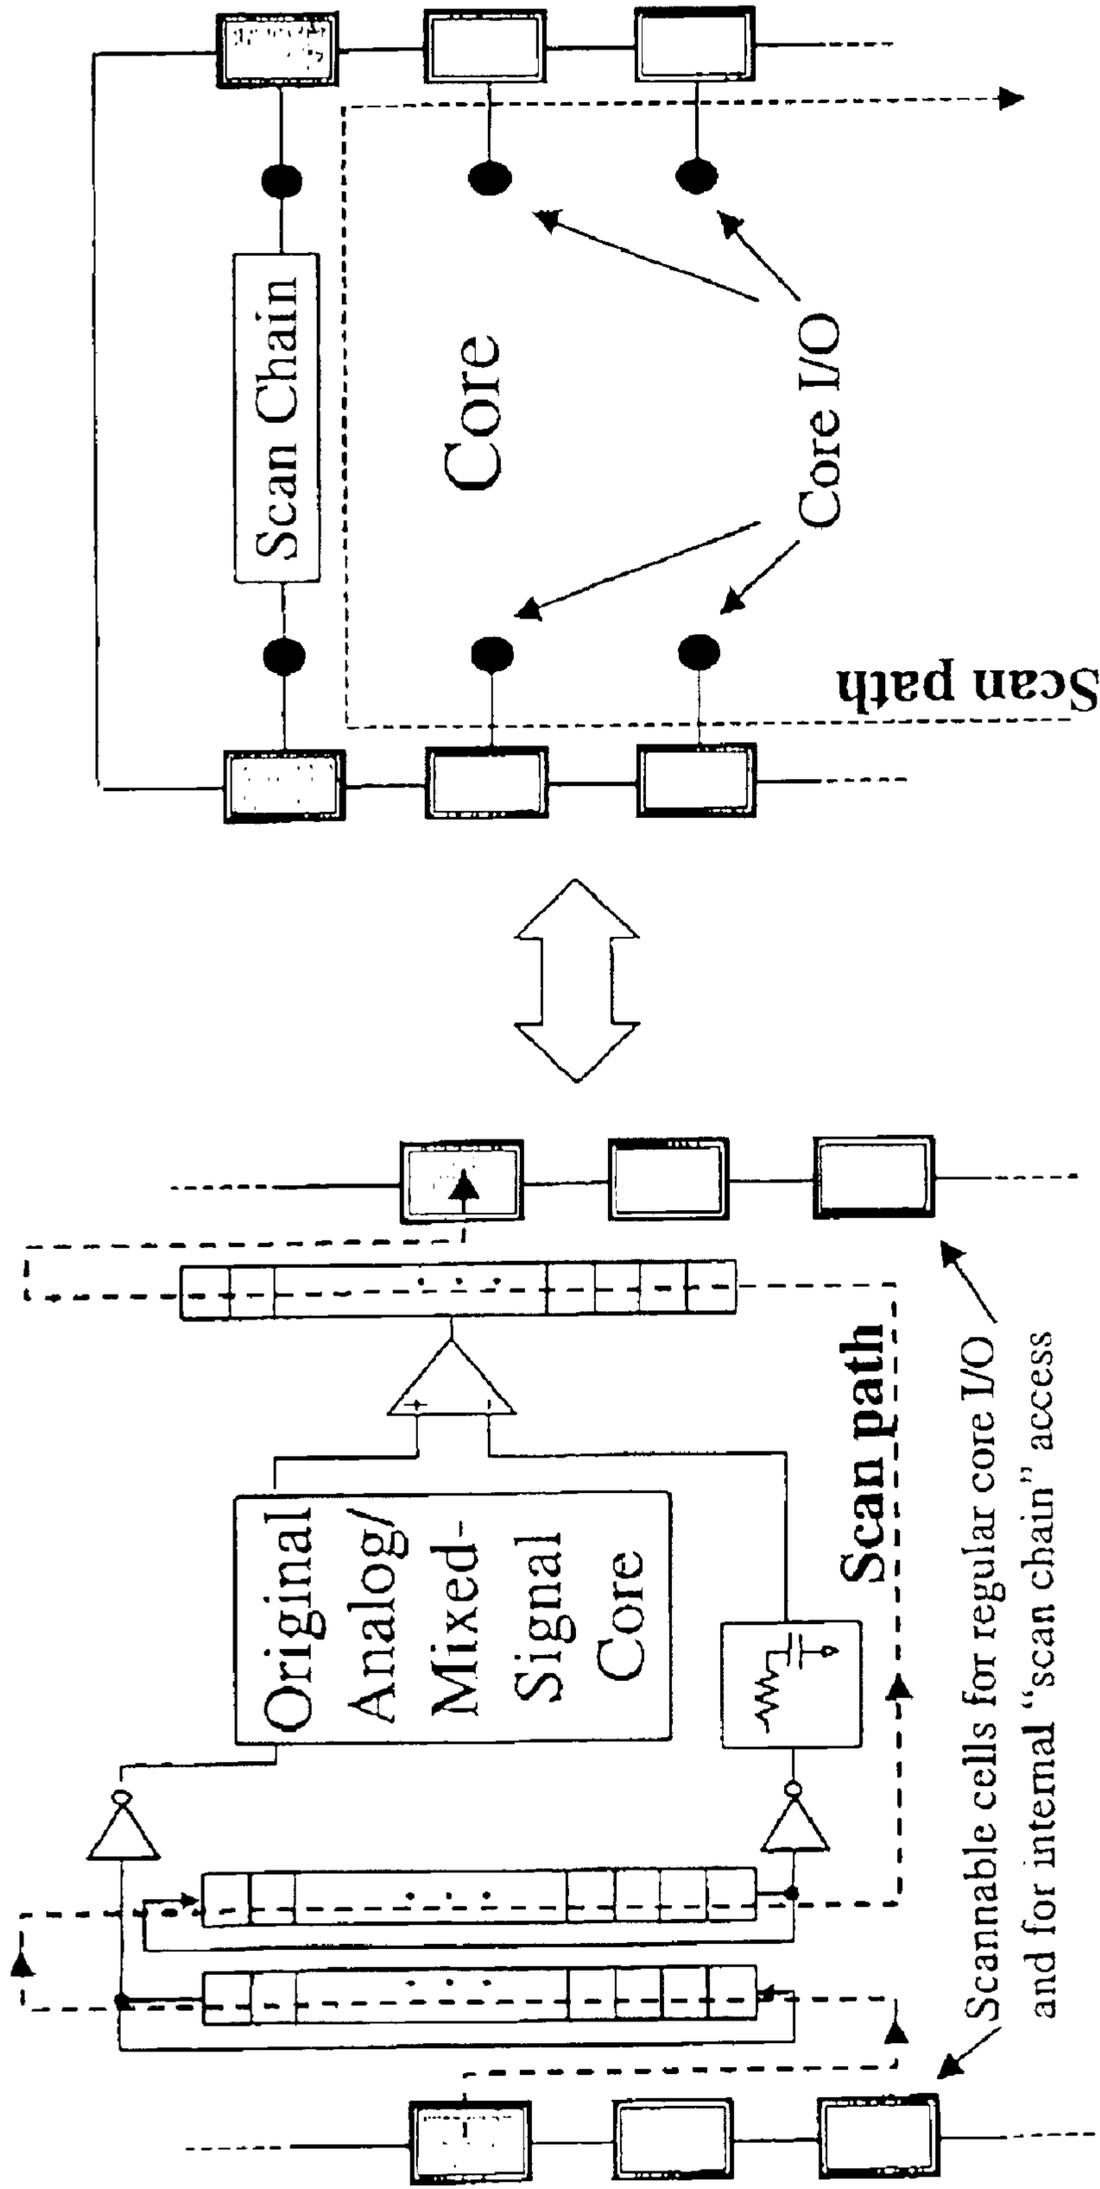 Original
Analog/
Mixed-
Signal
Core
+
-
Scan path
Scannable cells for regular core I/O
and for internal “scan chain” access
Scan Chain
Core
Core I/O
Scan path